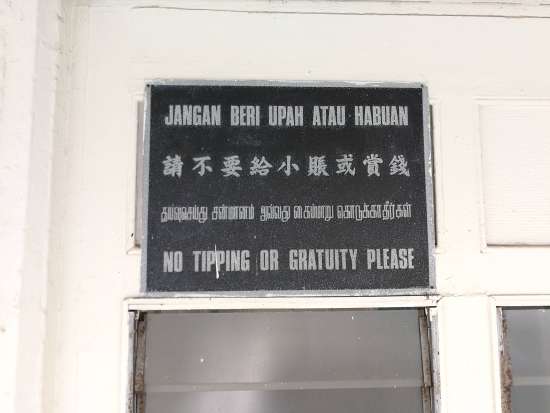 JANGAN BERI UPAH ATAU HABUAN
請不要給小賬或賞錢
தயவுசெய்து சன்மானம் அல்லது கைம்மாறு கொடுக்காதீர்கள்
NO TIPPING OR GRATUITY PLEASE